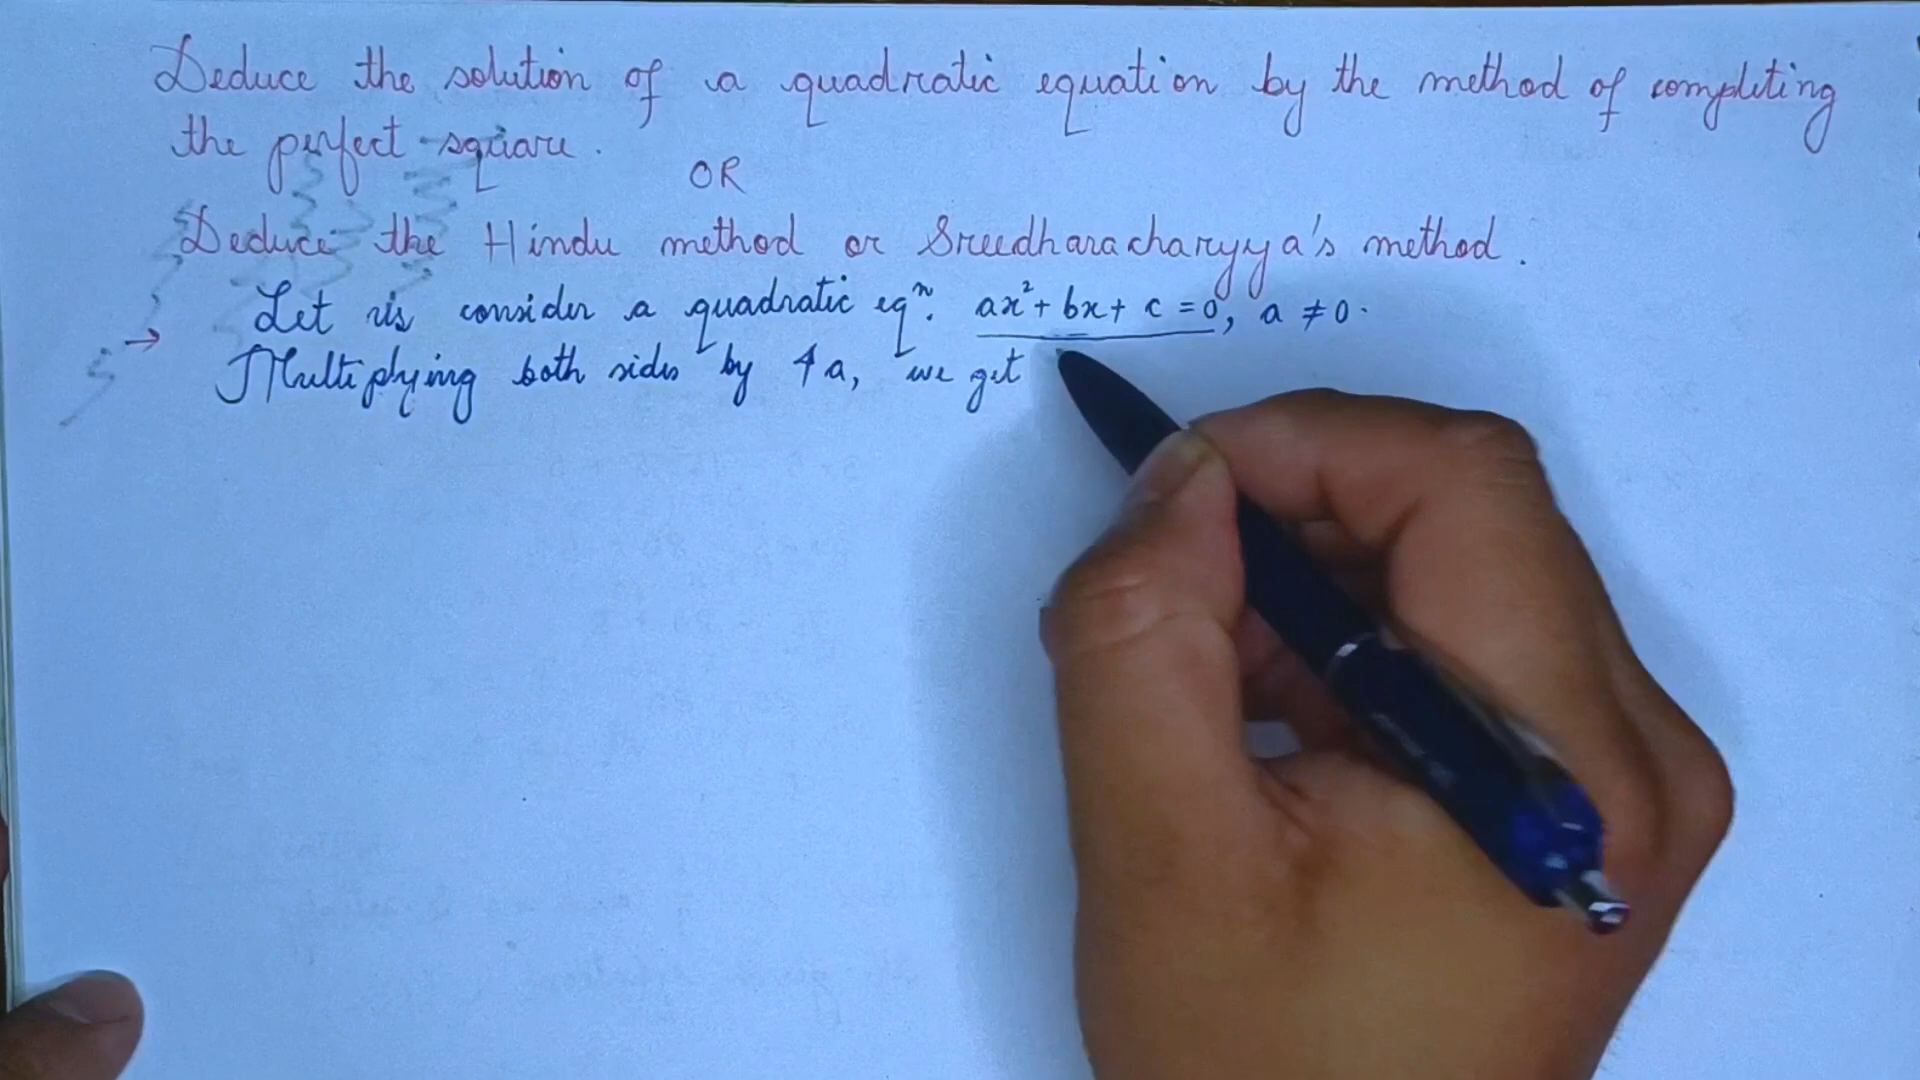 Deduce the solution of a quadratic equation by the method of completing
the perfect square.
OR
Deduce the Hindu method or Sreedharacharyya's method.
→ Let us consider a quadratic eqⁿ. ax² + bx + c = 0, a ≠ 0.
Multiplying both sides by 4a, we get